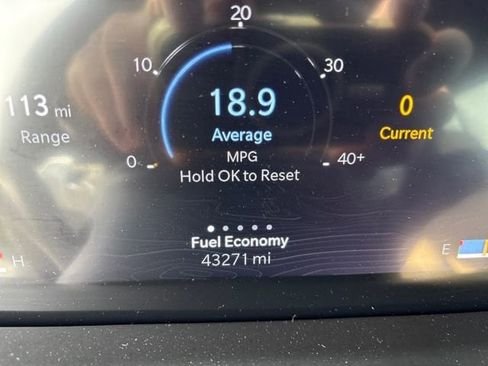 20
10
30
113 mi
Range
18.9
Average
MPG
Hold OK to Reset
0
Current
0
40+
Fuel Economy
43271 mi
H
E